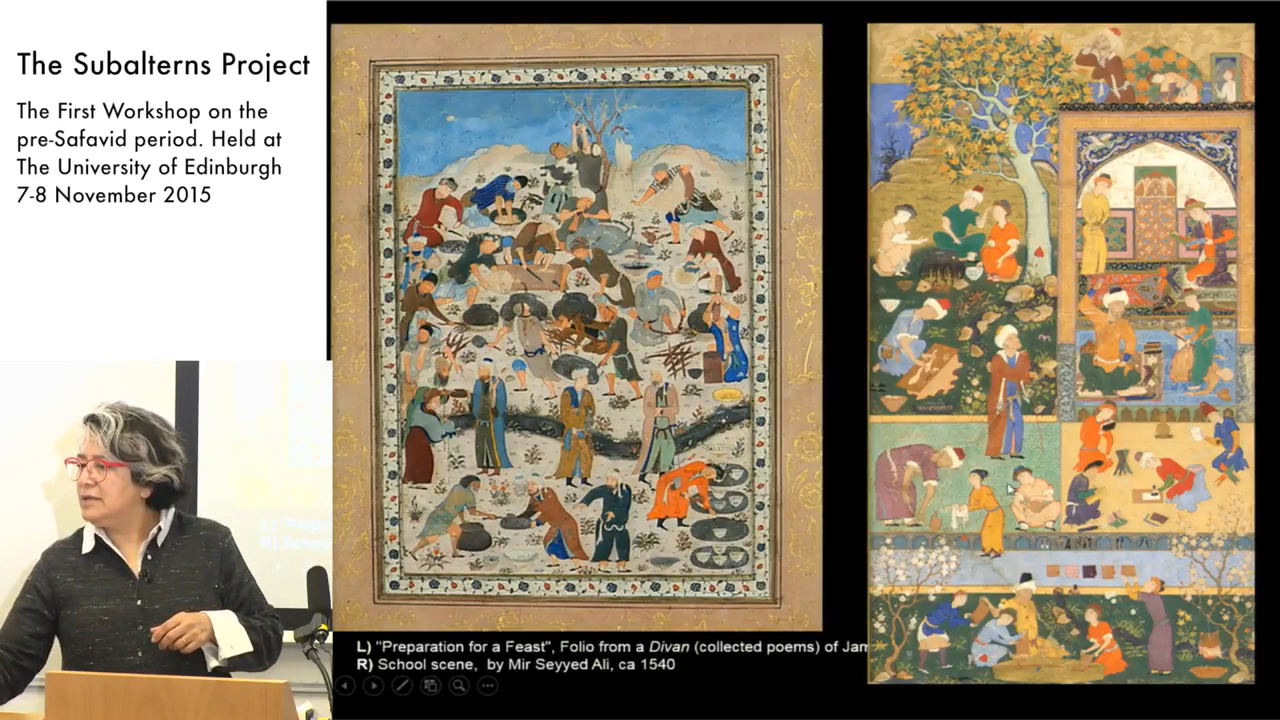 The Subalterns Project
The First Workshop on the
pre-Safavid period. Held at
The University of Edinburgh
7-8 November 2015
L) "Preparation for a Feast", Folio from a Divan (collected poems) of Jam
R) School scene, by Mir Seyyed Ali, ca 1540